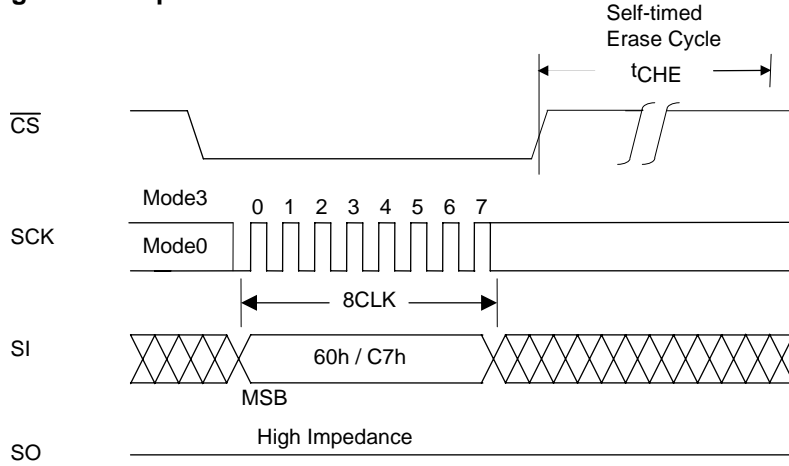 Self-timed
Erase Cycle
tCHE
CS
Mode3
0 1 2 3 4 5 6 7
SCK
Mode0
8CLK
SI
60h / C7h
MSB
High Impedance
SO